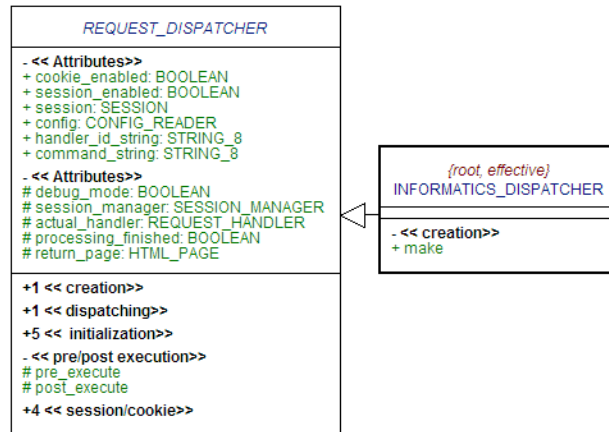 REQUEST_DISPATCHER
- << Attributes>>
+ cookie_enabled: BOOLEAN
+ session_enabled: BOOLEAN
+ session: SESSION
+ config: CONFIG_READER
+ handler_id_string: STRING_8
+ command_string: STRING_8
- << Attributes>>
# debug_mode: BOOLEAN
# session_manager: SESSION_MANAGER
# actual_handler: REQUEST_HANDLER
# processing_finished: BOOLEAN
# return_page: HTML_PAGE
+1 << creation>>
+1 << dispatching>>
+5 << initialization>>
- << pre/post execution>>
# pre_execute
# post_execute
+4 << session/cookie>>
{root, effective}
INFORMATICS_DISPATCHER
- << creation>>
+ make